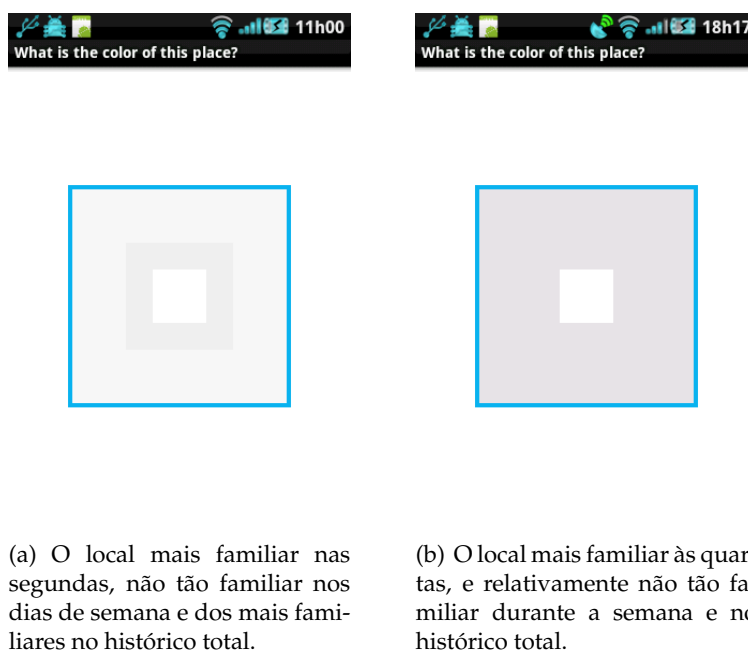 11h00
What is the color of this place?
18h17
What is the color of this place?
(a) O local mais familiar nas
segundas, não tão familiar nos
dias de semana e dos mais fami-
liares no histórico total.
(b) O local mais familiar às quar
tas, e relativamente não tão fa
miliar durante a semana e no
histórico total.